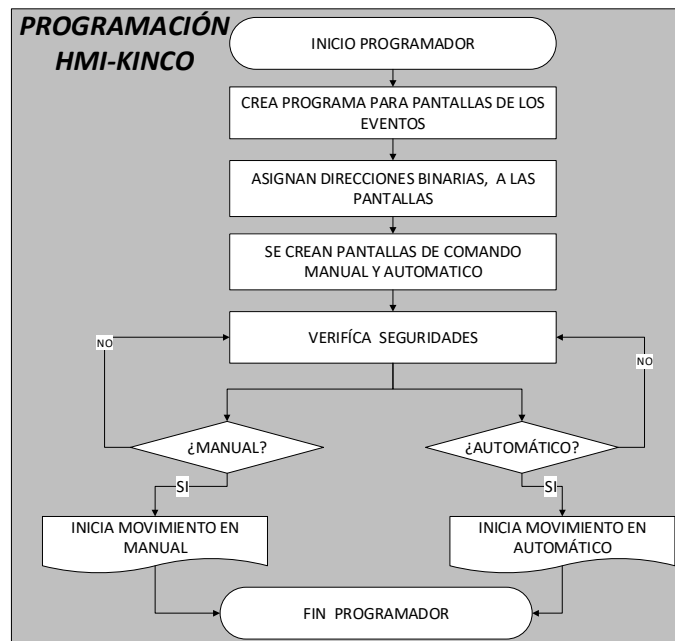 PROGRAMACIÓN
HMI-KINCO
INICIO PROGRAMADOR
CREA PROGRAMA PARA PANTALLAS DE LOS
EVENTOS
ASIGNAN DIRECCIONES BINARIAS, A LAS
PANTALLAS
SE CREAN PANTALLAS DE COMANDO
MANUAL Y AUTOMATICO
NO
VERIFÍCA SEGURIDADES
NO
¿MANUAL?
¿AUTOMÁTICO?
SI
SI
INICIA MOVIMIENTO EN
MANUAL
INICIA MOVIMIENTO EN
AUTOMÁTICO
FIN PROGRAMADOR